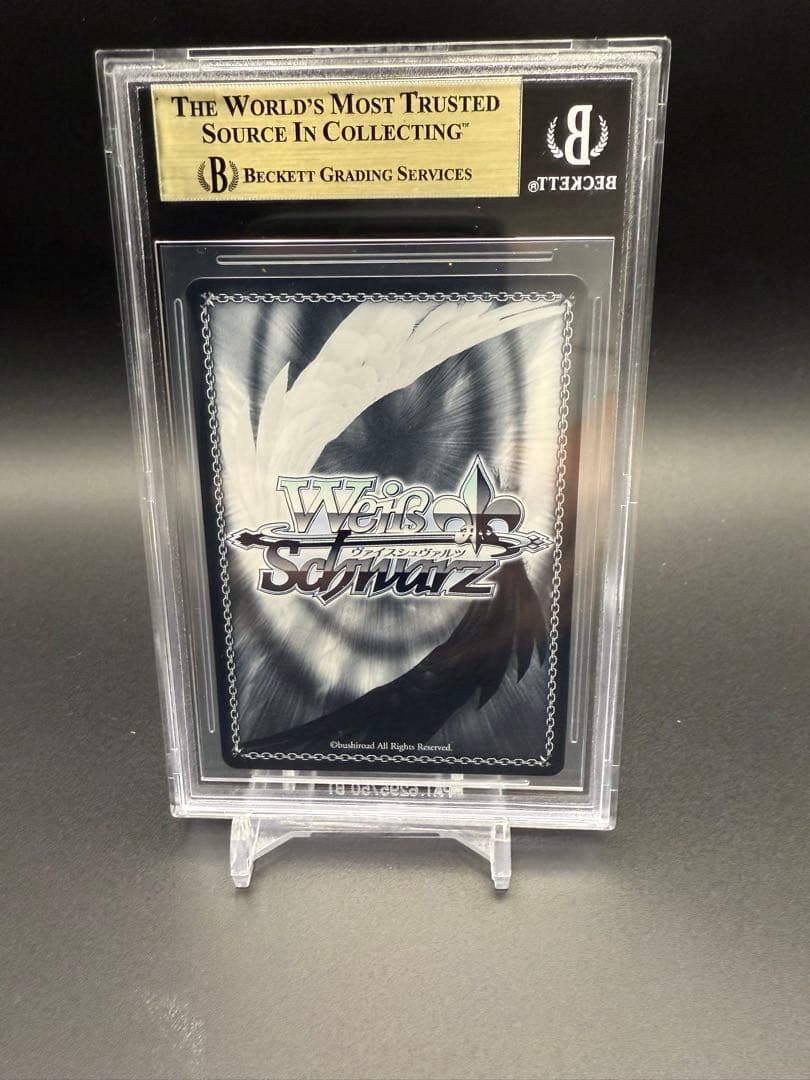 THE WORLD'S MOST TRUSTED
SOURCE IN COLLECTING™
B BECKETT GRADING SERVICES
B
BECKETT®
Weiß
ヴァイスシュヴァルツ
Schwarz
©bushiroad All Rights Reserved.